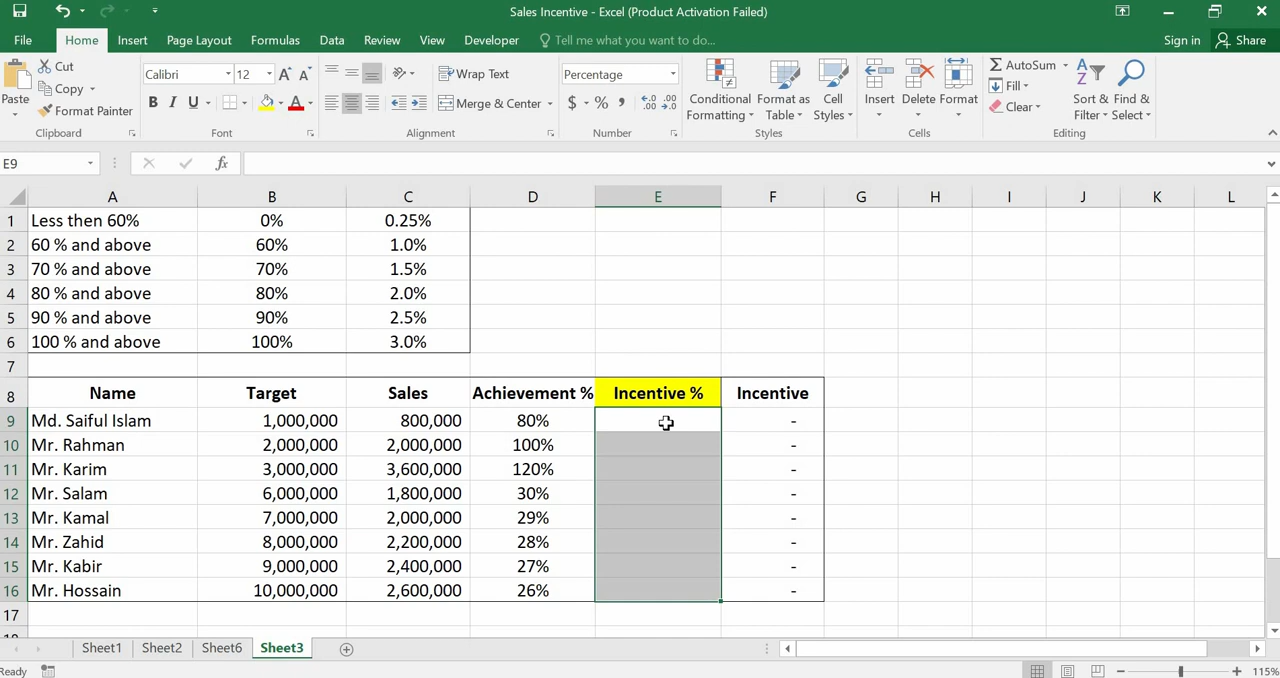 Sales Incentive - Excel (Product Activation Failed)
File Home Insert Page Layout Formulas Data Review View Developer Tell me what you want to do... Sign in Share
Paste Cut Copy Format Painter Clipboard
Calibri 12 B I U A Font
Wrap Text Merge & Center Alignment
Percentage $ % , Number
Conditional Formatting Format as Table Cell Styles Styles
Insert Delete Format Cells
AutoSum Fill Clear Sort & Filter Find & Select Editing
E9 fx
A B C D E F G H I J K L
1 Less then 60% 0% 0.25%
2 60 % and above 60% 1.0%
3 70 % and above 70% 1.5%
4 80 % and above 80% 2.0%
5 90 % and above 90% 2.5%
6 100 % and above 100% 3.0%
7
8 Name Target Sales Achievement % Incentive % Incentive
9 Md. Saiful Islam 1,000,000 800,000 80% -
10 Mr. Rahman 2,000,000 2,000,000 100% -
11 Mr. Karim 3,000,000 3,600,000 120% -
12 Mr. Salam 6,000,000 1,800,000 30% -
13 Mr. Kamal 7,000,000 2,000,000 29% -
14 Mr. Zahid 8,000,000 2,200,000 28% -
15 Mr. Kabir 9,000,000 2,400,000 27% -
16 Mr. Hossain 10,000,000 2,600,000 26% -
17
Sheet1 Sheet2 Sheet6 Sheet3
Ready 115%